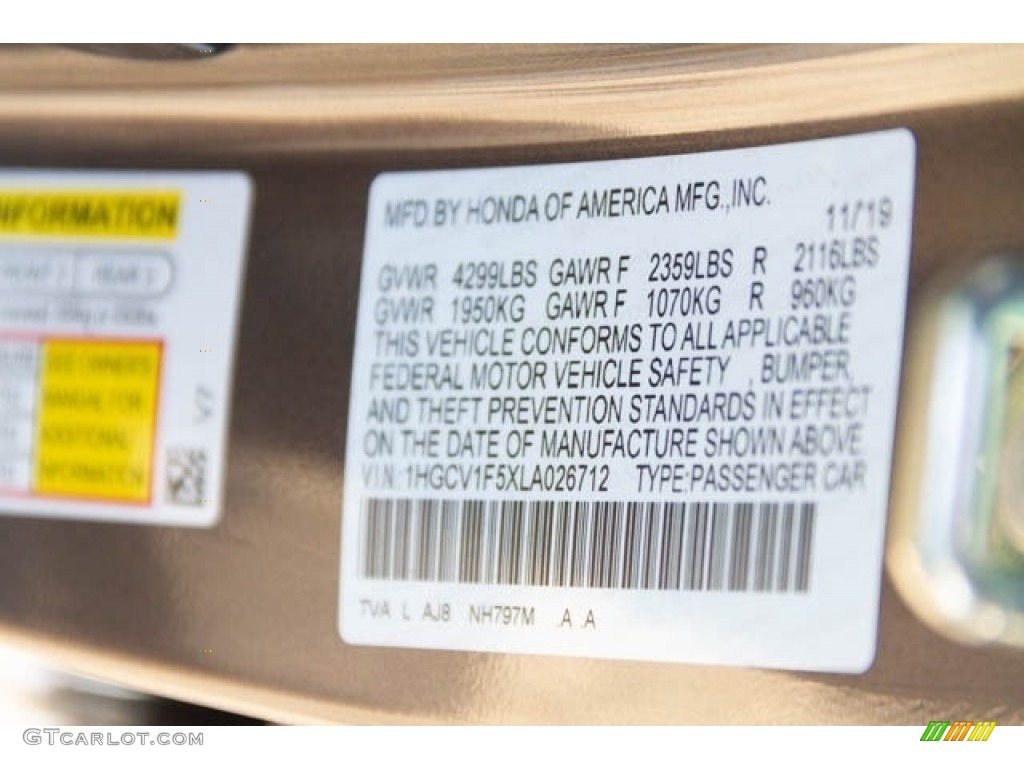 NFORMATION
SEE OWNER'S
MANUAL FOR
ADDITIONAL
INFORMATION
V7
MFD.BY HONDA OF AMERICA MFG.,INC.
11/'19
GVWR 4299LBS GAWR F 2359LBS R 2116LBS
GVWR 1950KG GAWR F 1070KG R 960KG
THIS VEHICLE CONFORMS TO ALL APPLICABLE
FEDERAL MOTOR VEHICLE SAFETY , BUMPER,
AND THEFT PREVENTION STANDARDS IN EFFECT
ON THE DATE OF MANUFACTURE SHOWN ABOVE.
VIN:1HGCV1F5XLA026712 TYPE:PASSENGER CAR
TVA L AJ8 NH797M .A .A
GTCARLOT.COM